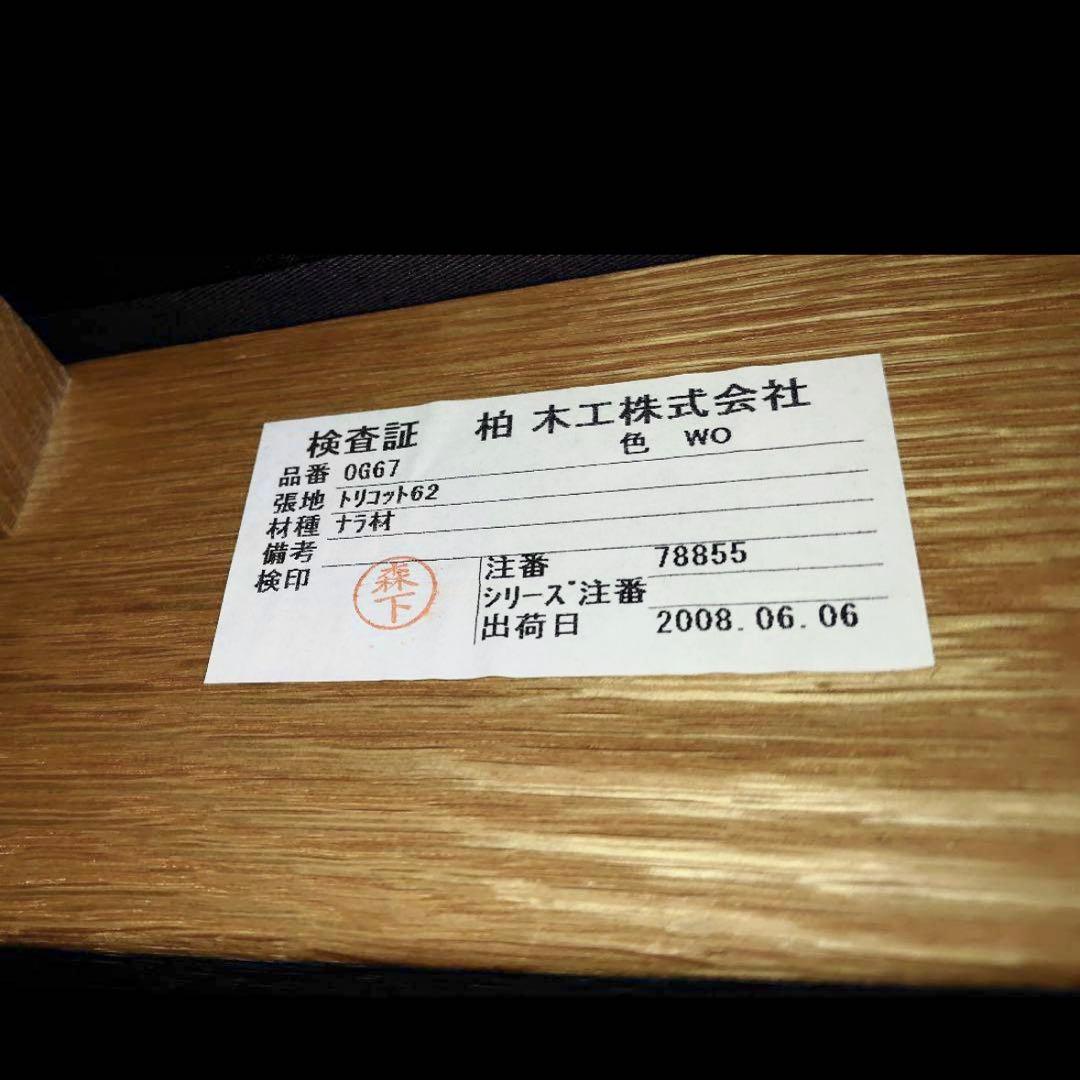 検査証 柏木工株式会社
色 WO
品番 OG67
張地 トリコット62
材種 ナラ材
備考
検印 森下
注番 78855
シリーズ注番
出荷日 2008.06.06